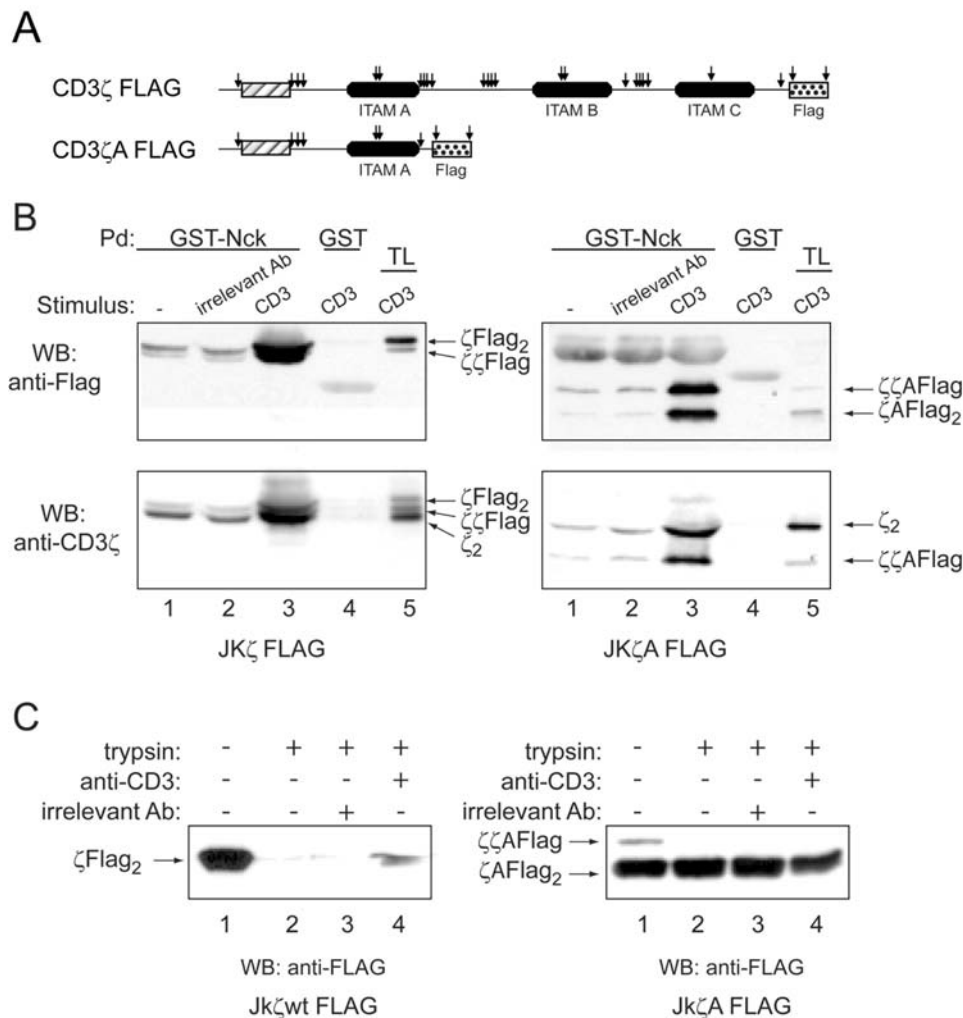 A
CD3ζ FLAG
ITAM A ITAM B ITAM C Flag
CD3ζA FLAG
ITAM A Flag
B
Pd: GST-Nck GST TL
Stimulus: - irrelevant Ab CD3 CD3 CD3
WB: anti-Flag
ζFlag2
ζζFlag
WB: anti-CD3ζ
ζFlag2
ζζFlag
ζ2
1 2 3 4 5
JKζ FLAG
GST-Nck GST TL
- irrelevant Ab CD3 CD3 CD3
ζζAFlag
ζAFlag2
ζ2
ζζAFlag
1 2 3 4 5
JKζA FLAG
C
trypsin: - + + +
anti-CD3: - - - +
irrelevant Ab: - - + -
ζFlag2
1 2 3 4
WB: anti-FLAG
Jkζwt FLAG
trypsin: - + + +
anti-CD3: - - - +
irrelevant Ab: - - + -
ζζAFlag
ζAFlag2
1 2 3 4
WB: anti-FLAG
JkζA FLAG